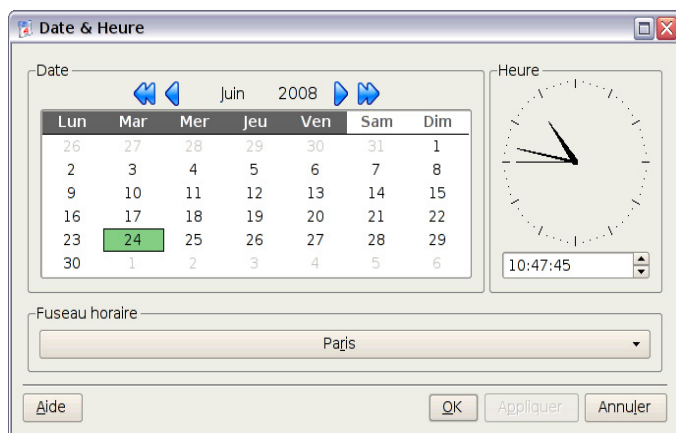 Date & Heure
Date
Juin 2008
Lun Mar Mer Jeu Ven Sam Dim
26 27 28 29 30 31 1
2 3 4 5 6 7 8
9 10 11 12 13 14 15
16 17 18 19 20 21 22
23 24 25 26 27 28 29
30 1 2 3 4 5 6
Heure
10:47:45
Fuseau horaire
Paris
Aide OK Appliquer Annuler